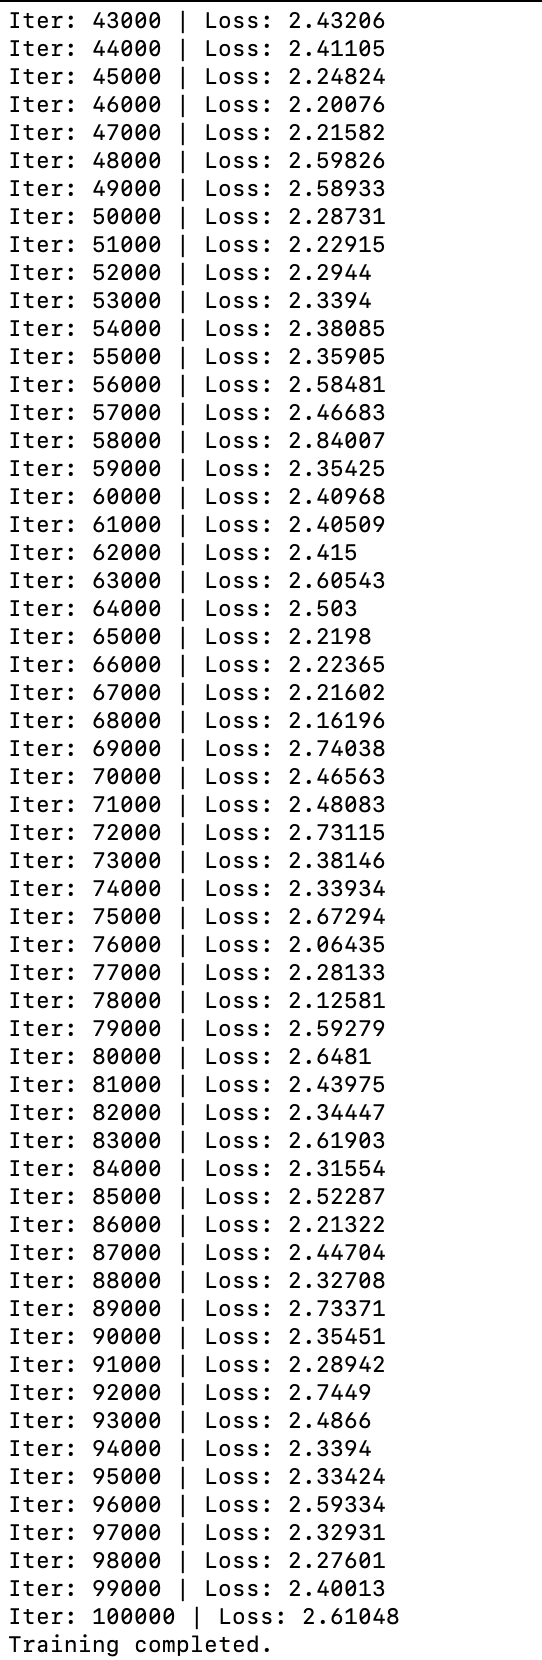 Iter: 43000 | Loss: 2.43206
Iter: 44000 | Loss: 2.41105
Iter: 45000 | Loss: 2.24824
Iter: 46000 | Loss: 2.20076
Iter: 47000 | Loss: 2.21582
Iter: 48000 | Loss: 2.59826
Iter: 49000 | Loss: 2.58933
Iter: 50000 | Loss: 2.28731
Iter: 51000 | Loss: 2.22915
Iter: 52000 | Loss: 2.2944
Iter: 53000 | Loss: 2.3394
Iter: 54000 | Loss: 2.38085
Iter: 55000 | Loss: 2.35905
Iter: 56000 | Loss: 2.58481
Iter: 57000 | Loss: 2.46683
Iter: 58000 | Loss: 2.84007
Iter: 59000 | Loss: 2.35425
Iter: 60000 | Loss: 2.40968
Iter: 61000 | Loss: 2.40509
Iter: 62000 | Loss: 2.415
Iter: 63000 | Loss: 2.60543
Iter: 64000 | Loss: 2.503
Iter: 65000 | Loss: 2.2198
Iter: 66000 | Loss: 2.22365
Iter: 67000 | Loss: 2.21602
Iter: 68000 | Loss: 2.16196
Iter: 69000 | Loss: 2.74038
Iter: 70000 | Loss: 2.46563
Iter: 71000 | Loss: 2.48083
Iter: 72000 | Loss: 2.73115
Iter: 73000 | Loss: 2.38146
Iter: 74000 | Loss: 2.33934
Iter: 75000 | Loss: 2.67294
Iter: 76000 | Loss: 2.06435
Iter: 77000 | Loss: 2.28133
Iter: 78000 | Loss: 2.12581
Iter: 79000 | Loss: 2.59279
Iter: 80000 | Loss: 2.6481
Iter: 81000 | Loss: 2.43975
Iter: 82000 | Loss: 2.34447
Iter: 83000 | Loss: 2.61903
Iter: 84000 | Loss: 2.31554
Iter: 85000 | Loss: 2.52287
Iter: 86000 | Loss: 2.21322
Iter: 87000 | Loss: 2.44704
Iter: 88000 | Loss: 2.32708
Iter: 89000 | Loss: 2.73371
Iter: 90000 | Loss: 2.35451
Iter: 91000 | Loss: 2.28942
Iter: 92000 | Loss: 2.7449
Iter: 93000 | Loss: 2.4866
Iter: 94000 | Loss: 2.3394
Iter: 95000 | Loss: 2.33424
Iter: 96000 | Loss: 2.59334
Iter: 97000 | Loss: 2.32931
Iter: 98000 | Loss: 2.27601
Iter: 99000 | Loss: 2.40013
Iter: 100000 | Loss: 2.61048
Training completed.